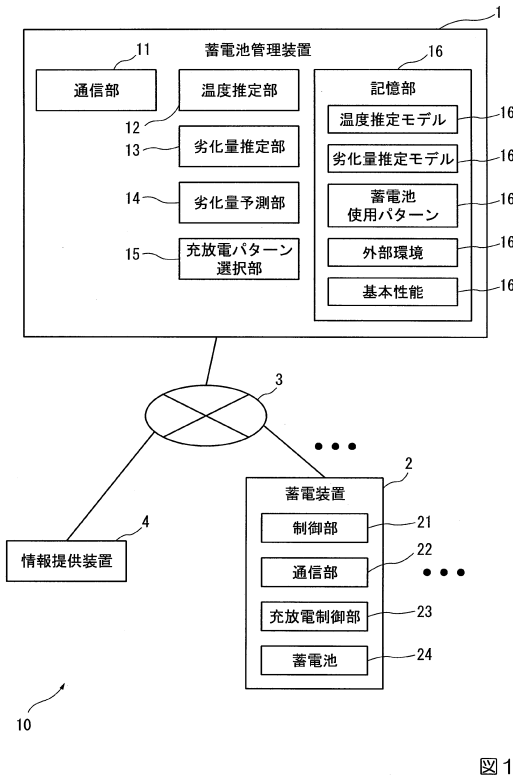 1
蓄電池管理装置
11
通信部
温度推定部
12
劣化量推定部
13
劣化量予測部
14
充放電パターン
選択部
15
16
記憶部
温度推定モデル
16
劣化量推定モデル
16
蓄電池
使用パターン
16
外部環境
16
基本性能
16
3
2
蓄電装置
制御部
21
通信部
22
充放電制御部
23
蓄電池
24
4
情報提供装置
10
図1